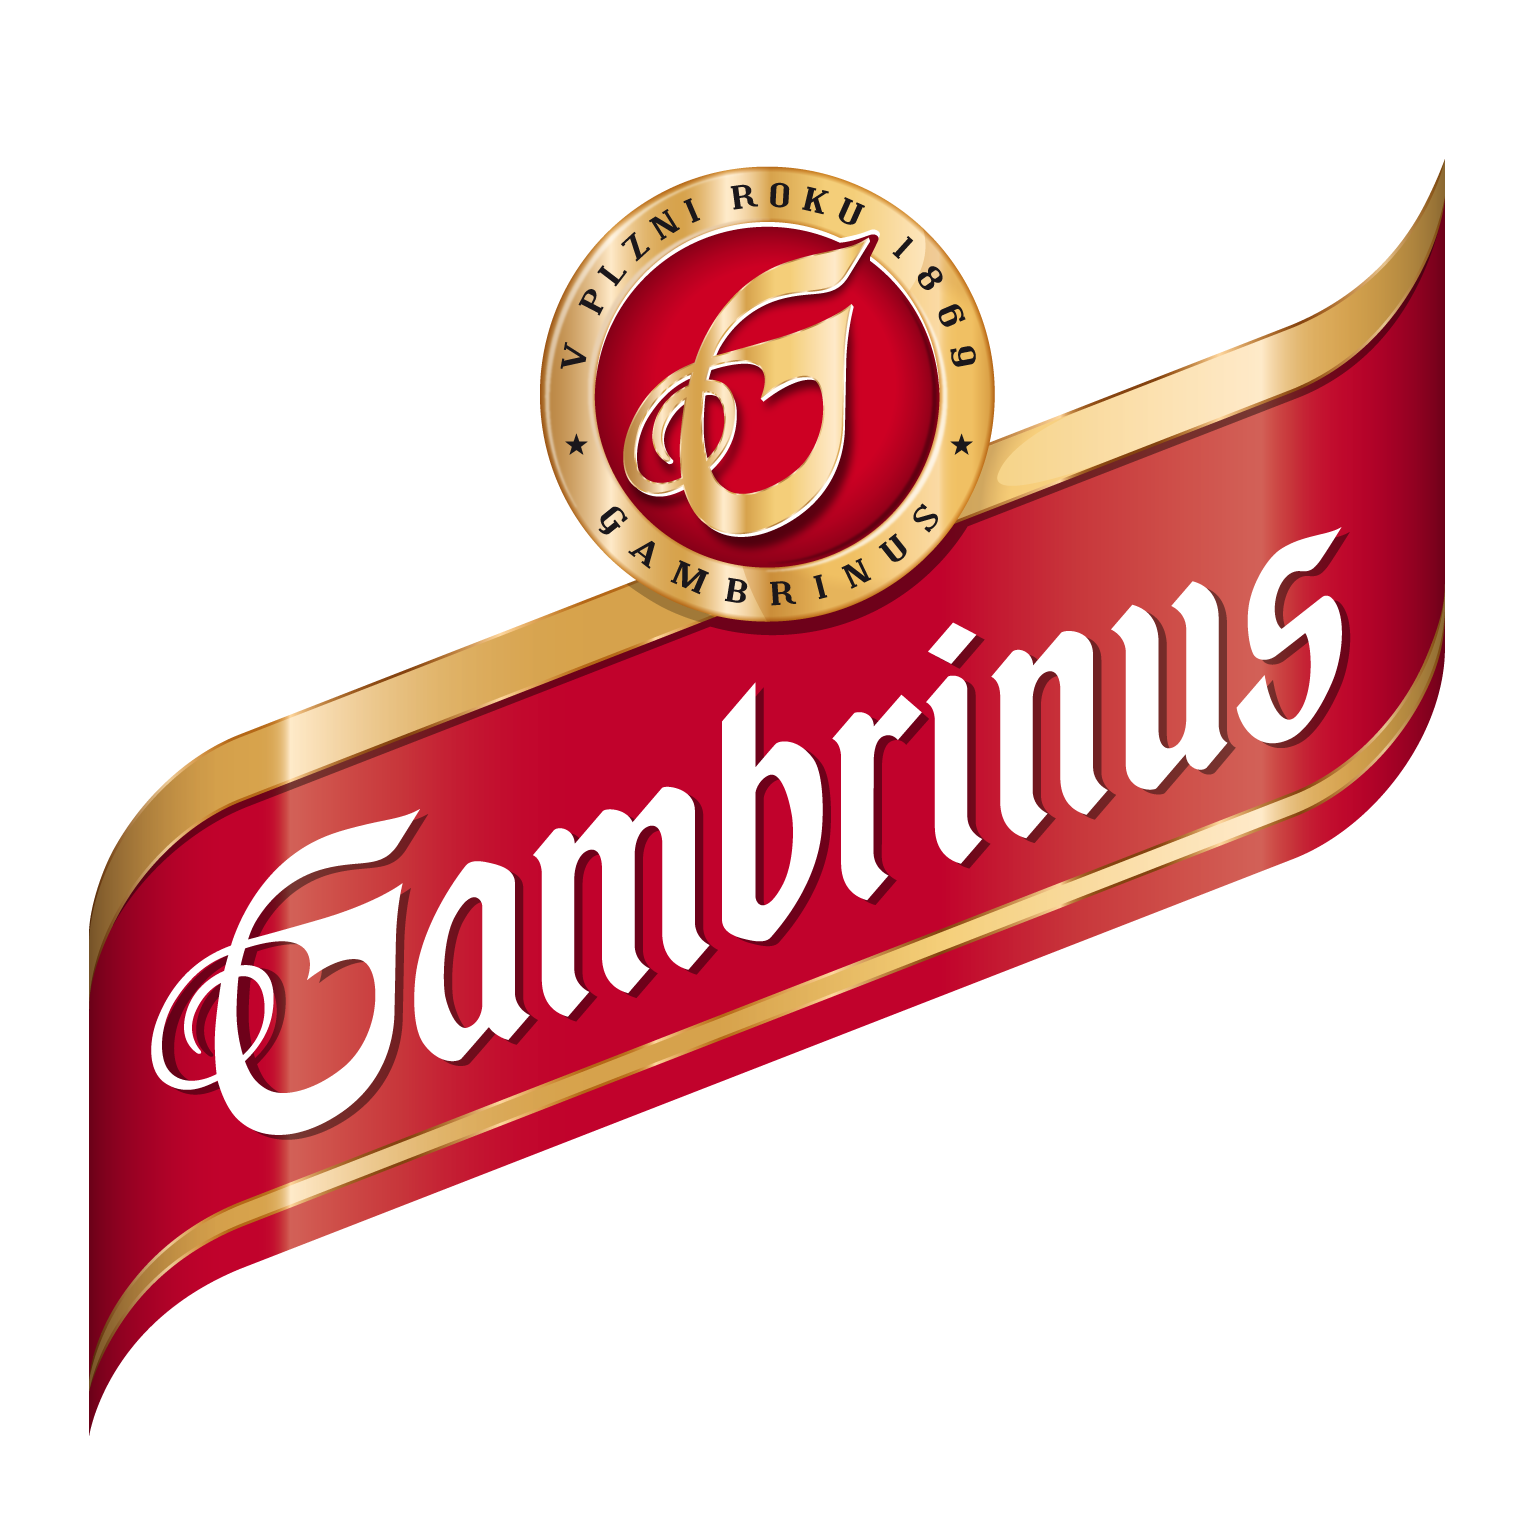 V PLZNI ROKU 1869
G
★ GAMBRINUS ★
Gambrinus